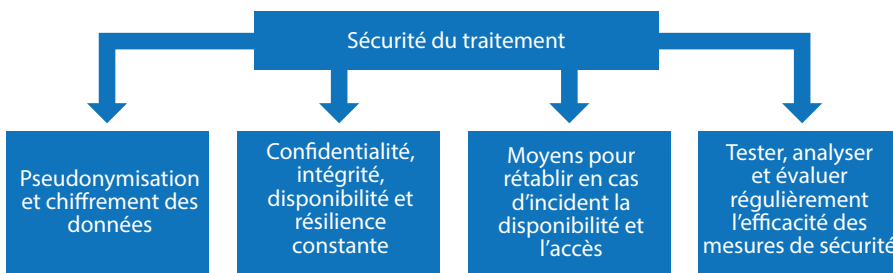 Sécurité du traitement
Pseudonymisation
et chiffrement des
données
Confidentialité,
intégrité,
disponibilité et
résilience
constante
Moyens pour
rétablir en cas
d’incident la
disponibilité et
l’accès
Tester, analyser
et évaluer
régulièrement
l’efficacité des
mesures de sécurité